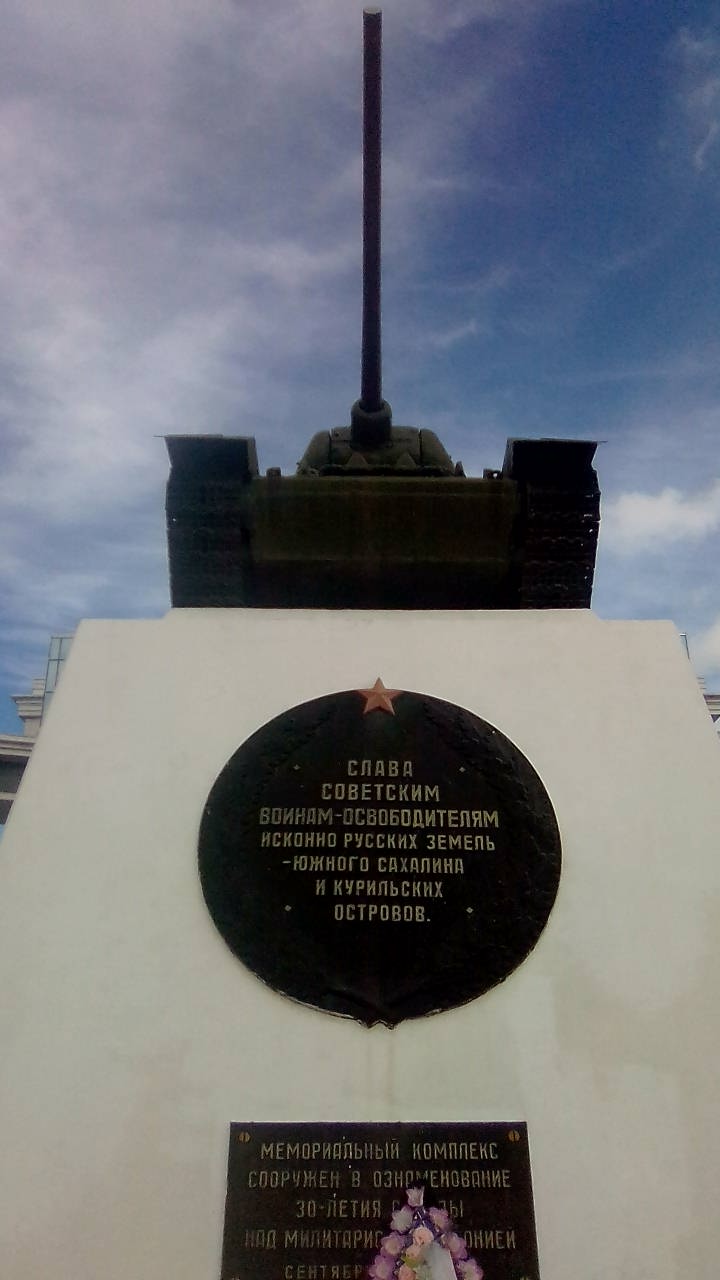 СЛАВА
СОВЕТСКИМ
ВОИНАМ-ОСВОБОДИТЕЛЯМ
ИСКОННО РУССКИХ ЗЕМЕЛЬ
-ЮЖНОГО САХАЛИНА
И КУРИЛЬСКИХ
ОСТРОВОВ.
МЕМОРИАЛЬНЫЙ КОМПЛЕКС
СООРУЖЕН В ОЗНАМЕНОВАНИЕ
30-ЛЕТИЯ
НАД